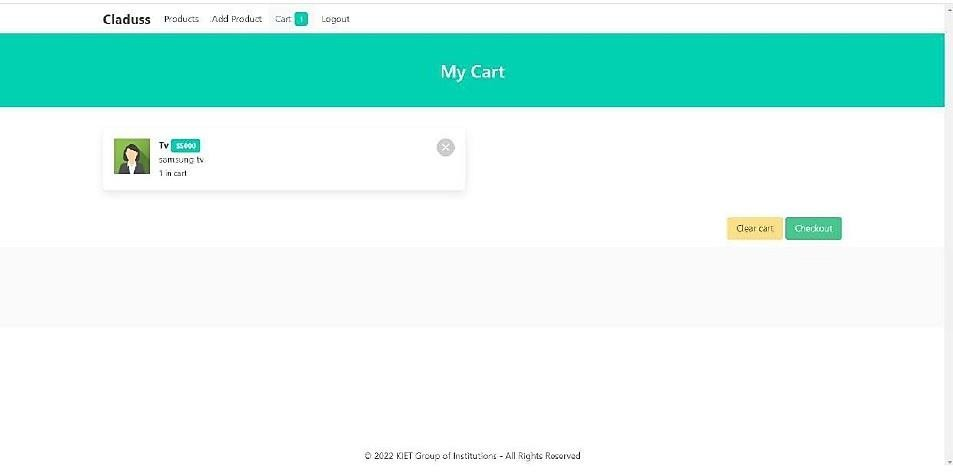 Claduss Products Add Product Cart 1 Logout
My Cart
Tv
samsung tv
1 in cart
Clear cart Checkout
© 2022 KIET Group of Institutions - All Rights Reserved